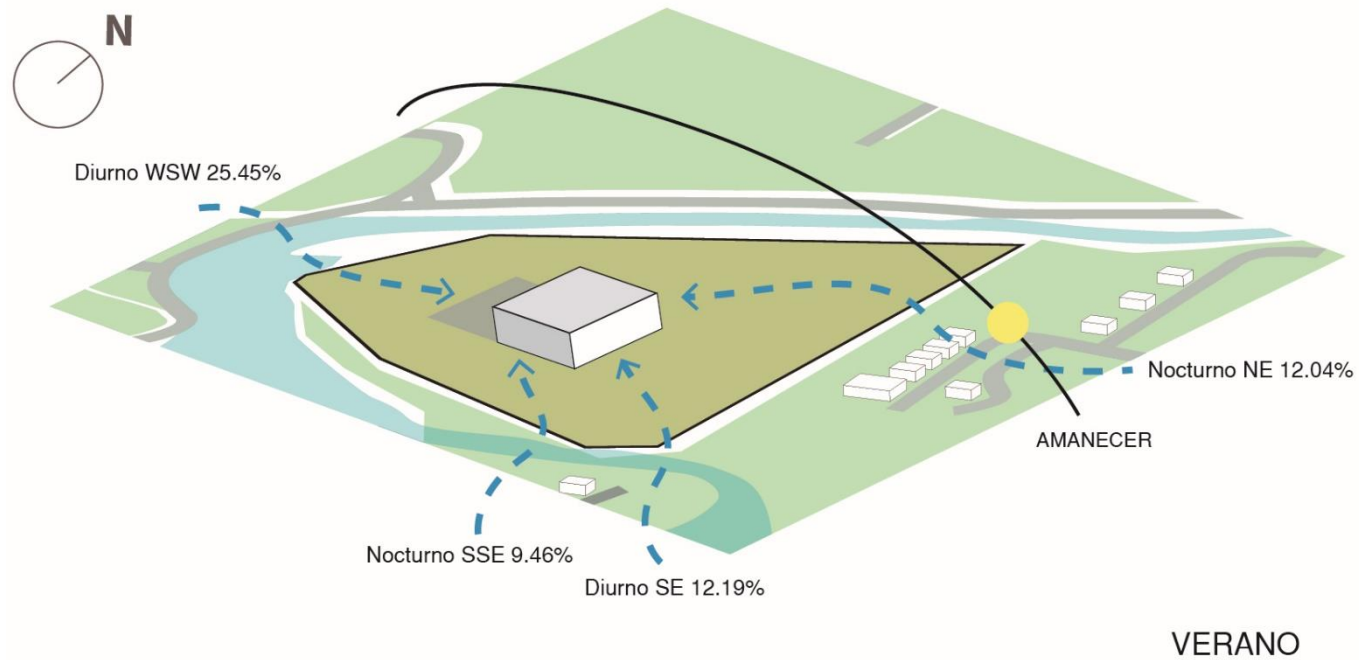 N
Diurno WSW 25.45%
Nocturno NE 12.04%
AMANECER
Nocturno SSE 9.46%
Diurno SE 12.19%
VERANO